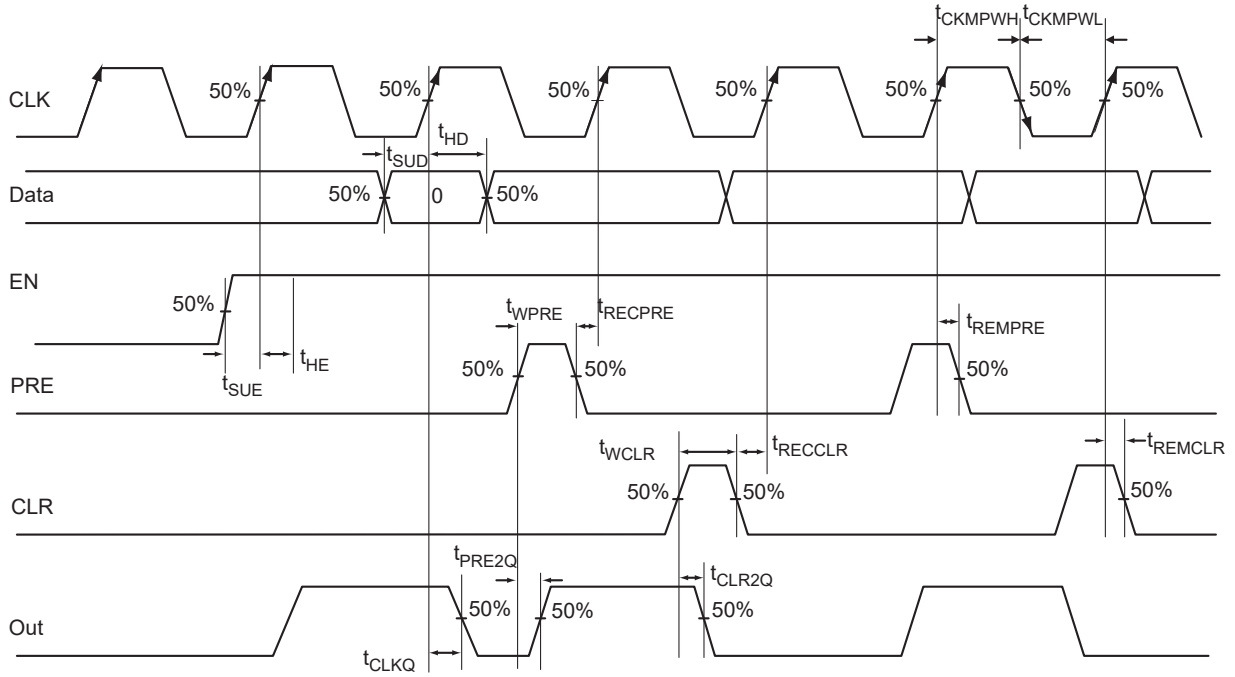 tCKMPWH tCKMPWL
CLK 50% 50% 50% 50% 50% 50% 50%
tSUD tHD
Data 50% 0 50%
EN 50%
tSUE tHE tWPRE tRECPRE tREMPRE
PRE 50% 50% 50%
tWCLR tRECCLR tREMCLR
CLR 50% 50% 50%
tPRE2Q tCLR2Q
Out 50% 50% 50%
tCLKQ